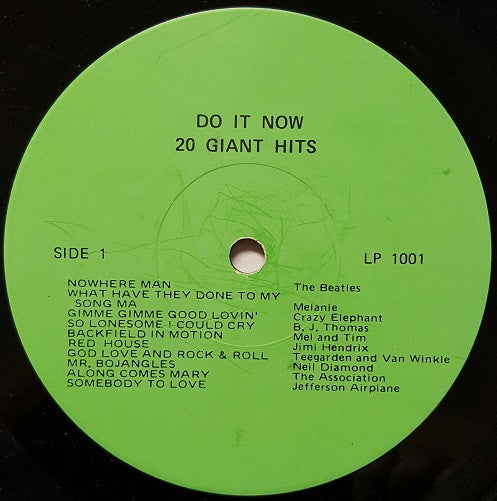 DO IT NOW
20 GIANT HITS
SIDE 1 LP 1001
NOWHERE MAN The Beatles
WHAT HAVE THEY DONE TO MY
SONG MA Melanie
GIMME GIMME GOOD LOVIN' Crazy Elephant
SO LONESOME I COULD CRY B. J. Thomas
BACKFIELD IN MOTION Mel and Tim
RED HOUSE Jimi Hendrix
GOD LOVE AND ROCK & ROLL Teegarden and Van Winkle
MR. BOJANGLES Neil Diamond
ALONG COMES MARY The Association
SOMEBODY TO LOVE Jefferson Airplane